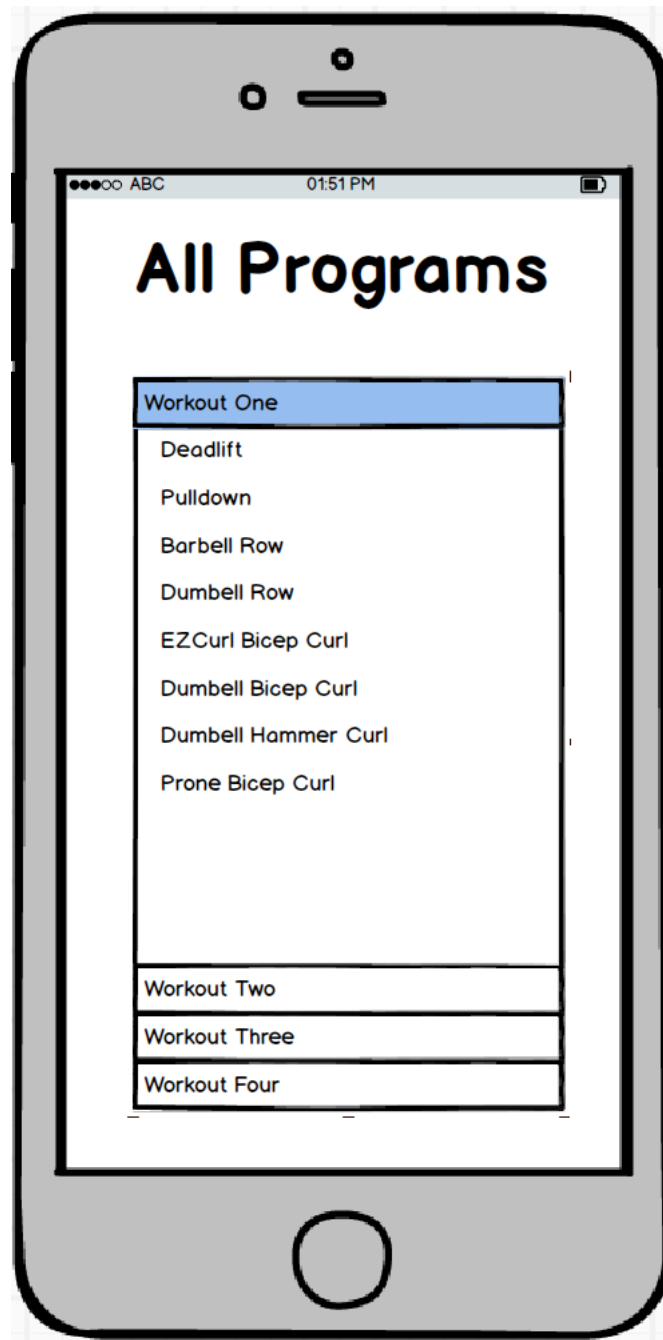 ABC 01:51 PM
All Programs
Workout One
Deadlift
Pulldown
Barbell Row
Dumbell Row
EZCurl Bicep Curl
Dumbell Bicep Curl
Dumbell Hammer Curl
Prone Bicep Curl
Workout Two
Workout Three
Workout Four